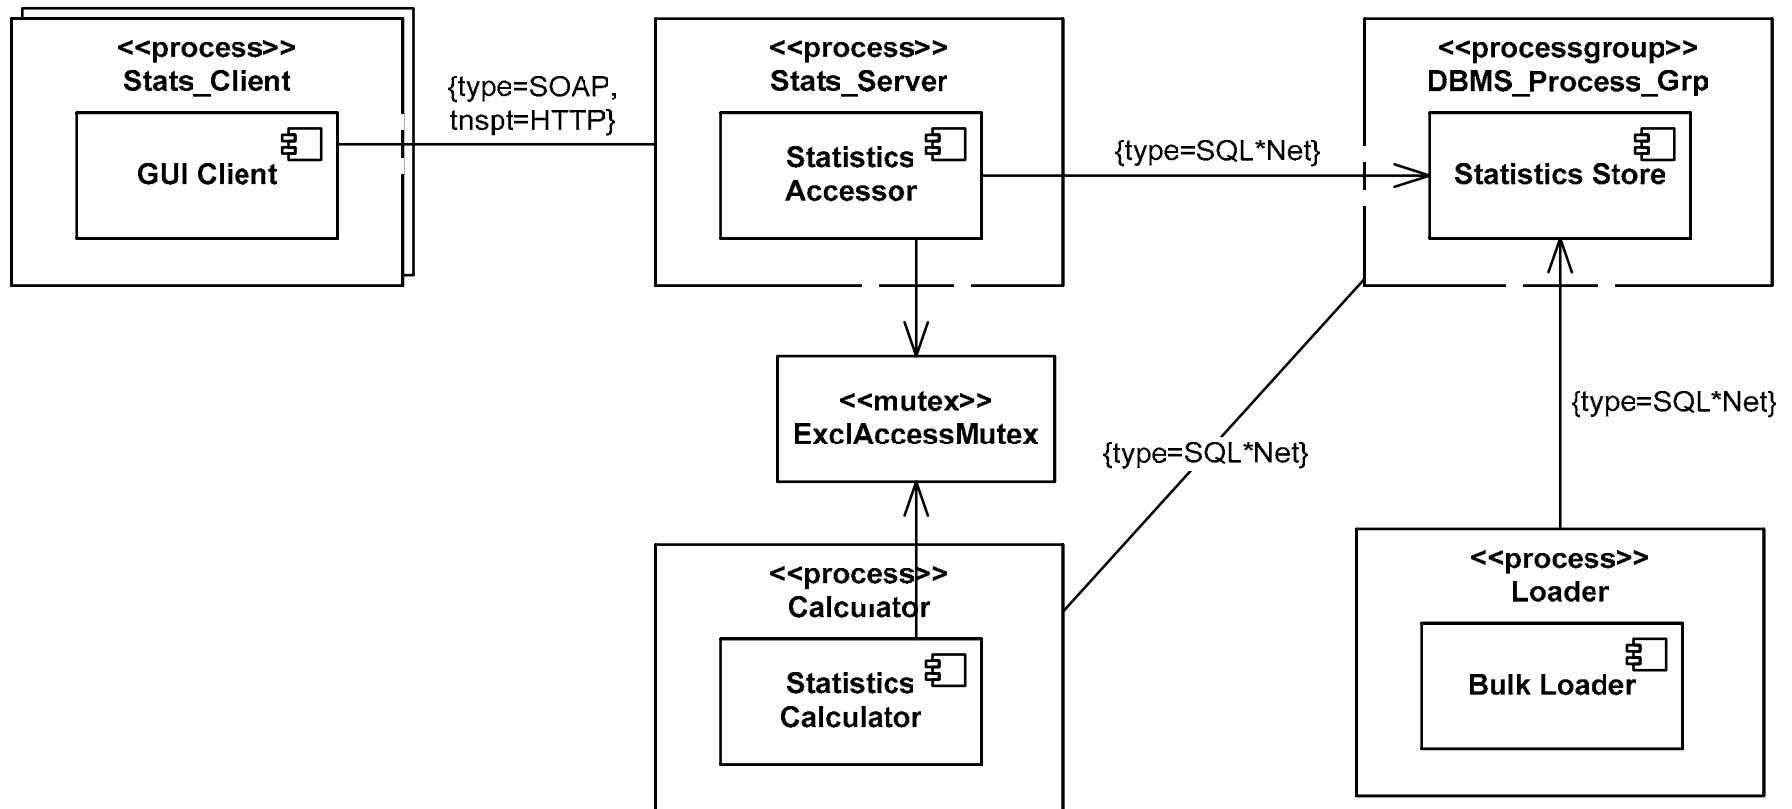 <<process>>
Stats_Client
GUI Client
{type=SOAP,
tnspt=HTTP}
<<process>>
Stats_Server
Statistics
Accessor
{type=SQL*Net}
<<processgroup>>
DBMS_Process_Grp
Statistics Store
<<mutex>>
ExclAccessMutex
{type=SQL*Net}
{type=SQL*Net}
<<process>>
Calculator
Statistics
Calculator
<<process>>
Loader
Bulk Loader